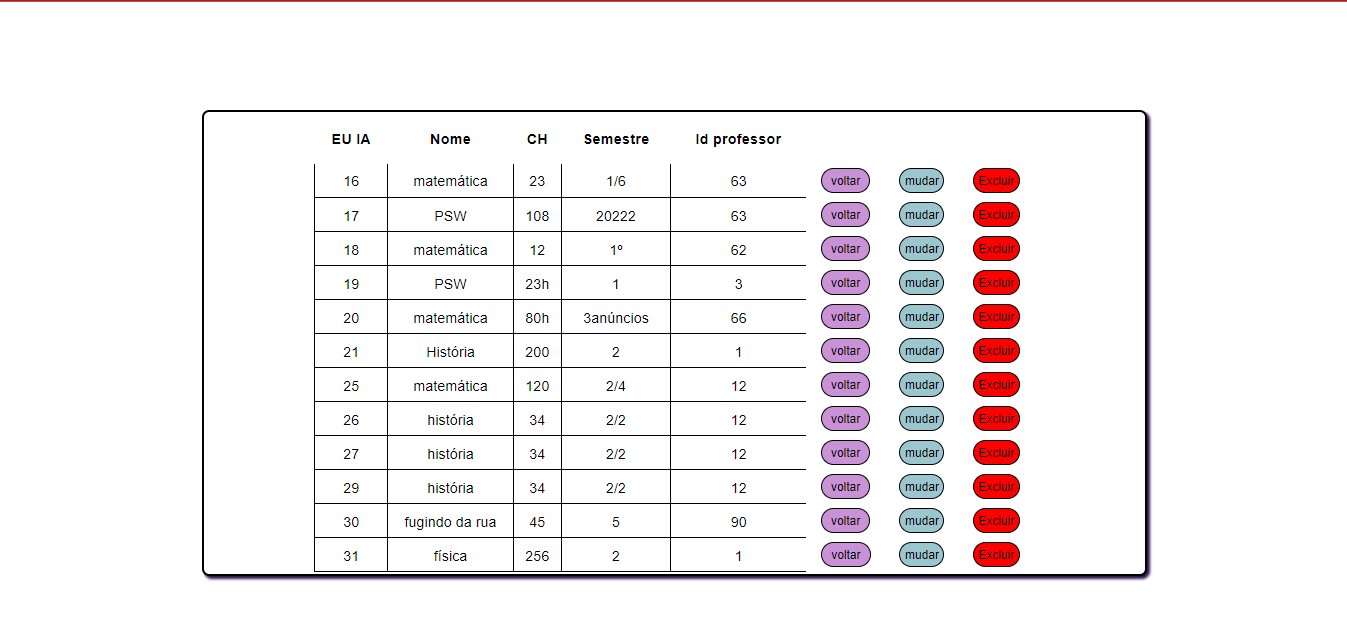 EU IA Nome CH Semestre Id professor
16 matemática 23 1/6 63 voltar mudar Excluir
17 PSW 108 20222 63 voltar mudar Excluir
18 matemática 12 1º 62 voltar mudar Excluir
19 PSW 23h 1 3 voltar mudar Excluir
20 matemática 80h 3anúncios 66 voltar mudar Excluir
21 História 200 2 1 voltar mudar Excluir
25 matemática 120 2/4 12 voltar mudar Excluir
26 história 34 2/2 12 voltar mudar Excluir
27 história 34 2/2 12 voltar mudar Excluir
29 história 34 2/2 12 voltar mudar Excluir
30 fugindo da rua 45 5 90 voltar mudar Excluir
31 física 256 2 1 voltar mudar Excluir